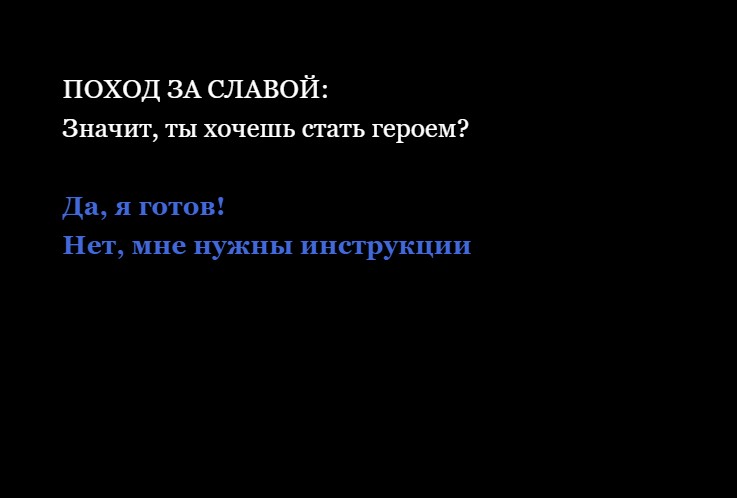 ПОХОД ЗА СЛАВОЙ:
Значит, ты хочешь стать героем?
Да, я готов!
Нет, мне нужны инструкции